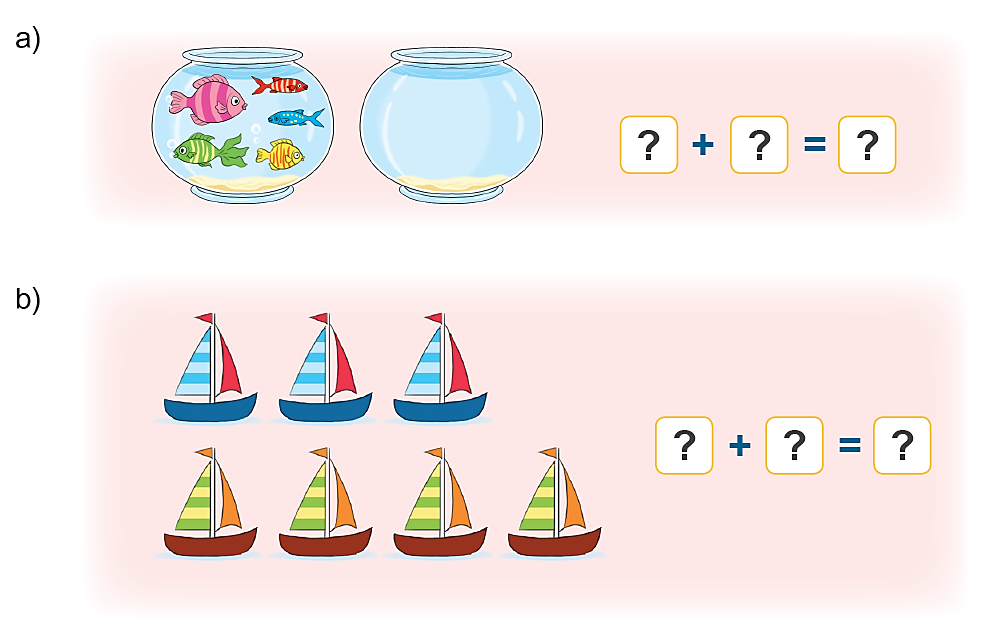 a)
? + ? = ?
b)
? + ? = ?